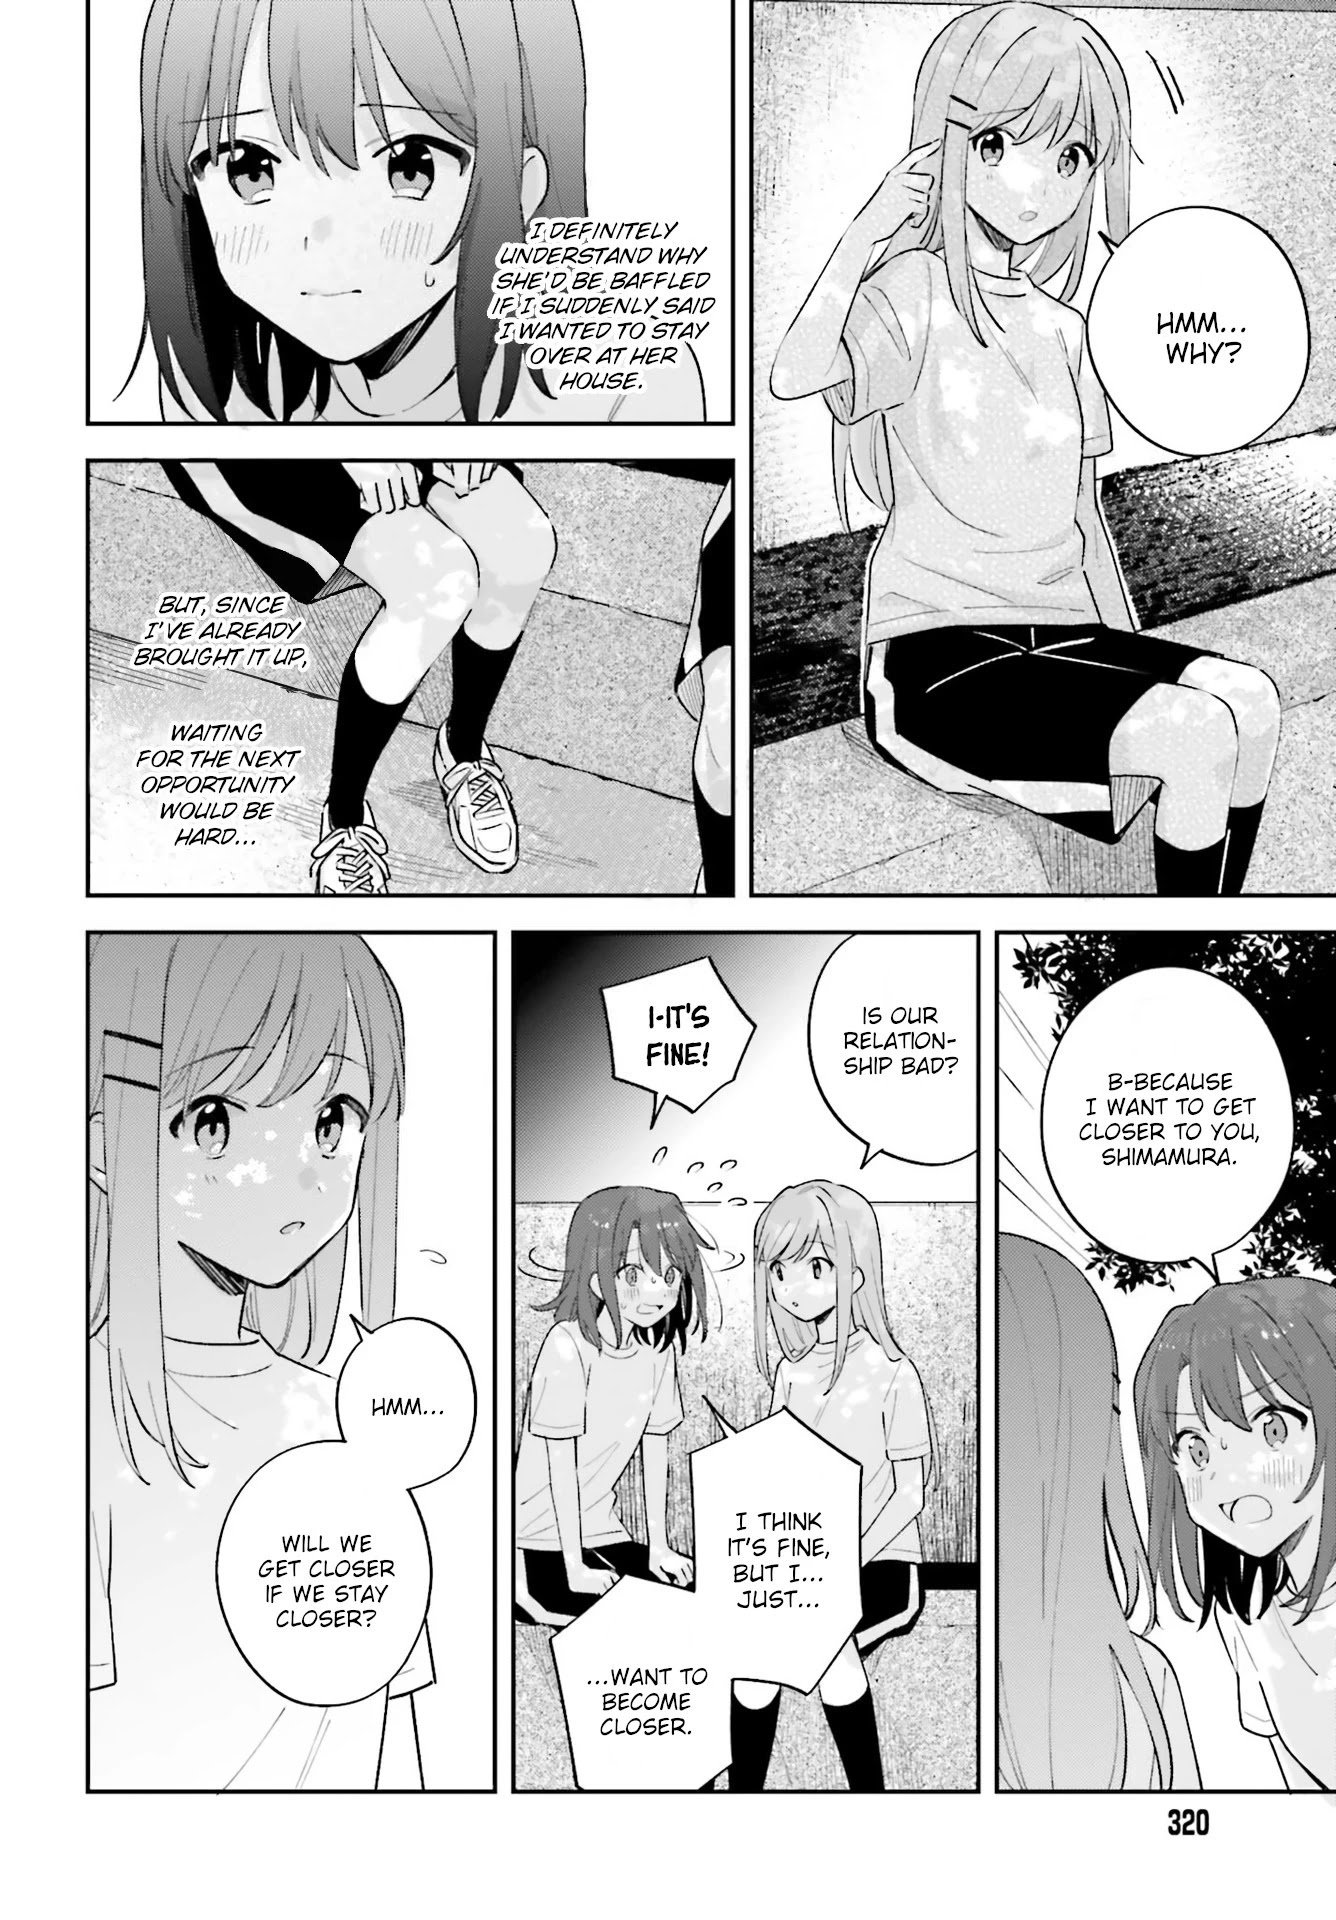 HMM...
WHY?
I DEFINITELY
UNDERSTAND WHY
SHE'D BE BAFFLED
IF I SUDDENLY SAID
I WANTED TO STAY
OVER AT HER
HOUSE.
BUT, SINCE
I'VE ALREADY
BROUGHT IT UP,
WAITING
FOR THE NEXT
OPPORTUNITY
WOULD BE
HARD...
B-BECAUSE
I WANT TO GET
CLOSER TO YOU,
SHIMAMURA.
IS OUR
RELATION-
SHIP BAD?
I-IT'S
FINE!
I THINK
IT'S FINE,
BUT I...
JUST...
...WANT TO
BECOME
CLOSER.
HMM...
WILL WE
GET CLOSER
IF WE STAY
CLOSER?
320